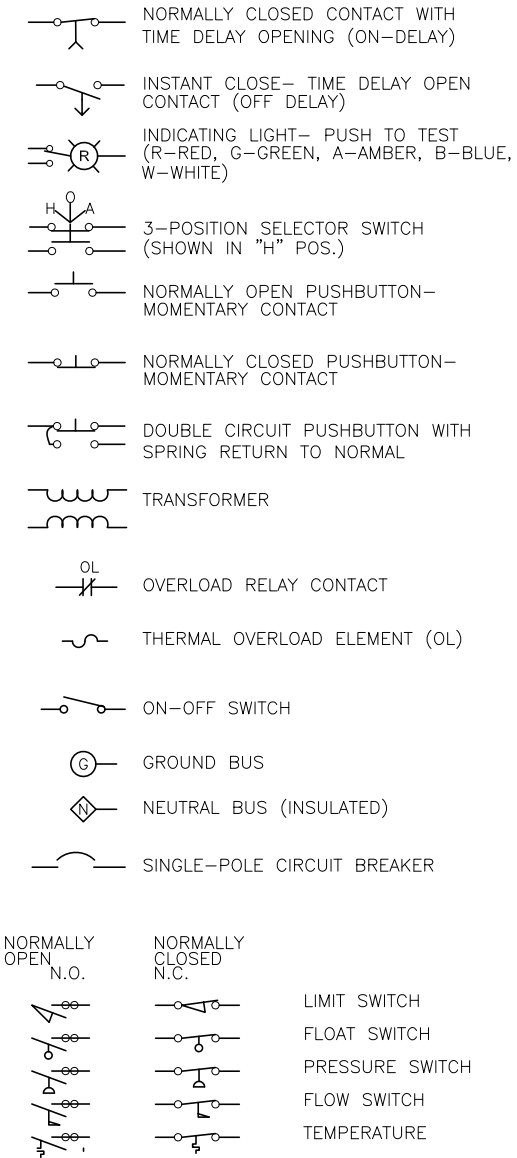 NORMALLY CLOSED CONTACT WITH
TIME DELAY OPENING (ON-DELAY)
INSTANT CLOSE- TIME DELAY OPEN
CONTACT (OFF DELAY)
INDICATING LIGHT- PUSH TO TEST
R (R-RED, G-GREEN, A-AMBER, B-BLUE,
W-WHITE)
O
H A
3-POSITION SELECTOR SWITCH
(SHOWN IN "H" POS.)
NORMALLY OPEN PUSHBUTTON-
MOMENTARY CONTACT
NORMALLY CLOSED PUSHBUTTON-
MOMENTARY CONTACT
DOUBLE CIRCUIT PUSHBUTTON WITH
SPRING RETURN TO NORMAL
TRANSFORMER
OL
OVERLOAD RELAY CONTACT
THERMAL OVERLOAD ELEMENT (OL)
ON-OFF SWITCH
G GROUND BUS
N NEUTRAL BUS (INSULATED)
SINGLE-POLE CIRCUIT BREAKER
NORMALLY
OPEN
N.O.
NORMALLY
CLOSED
N.C.
LIMIT SWITCH
FLOAT SWITCH
PRESSURE SWITCH
FLOW SWITCH
TEMPERATURE